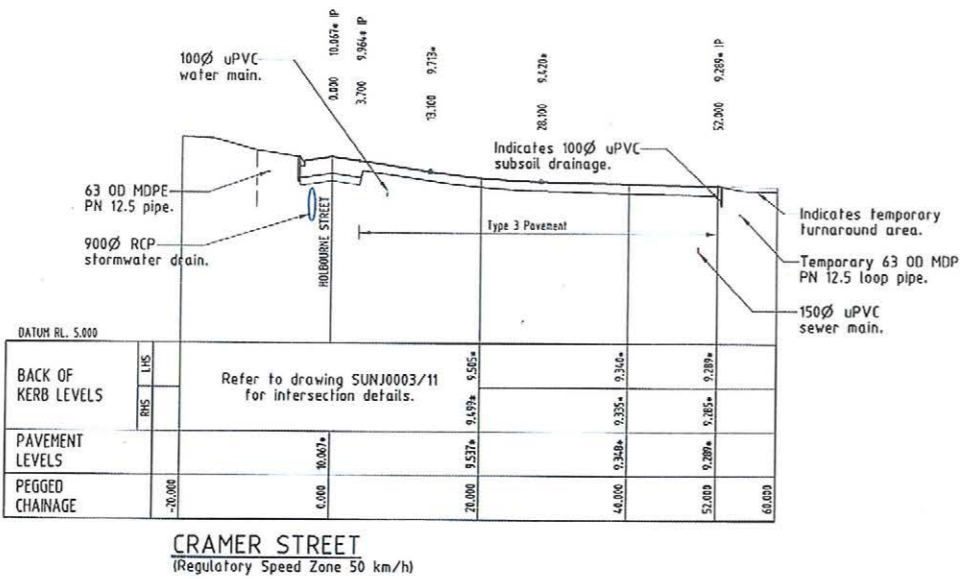 0.000 10.067* IP
3.700 9.964* IP
13.100 9.713*
28.100 9.420*
52.000 9.289* IP
100Ø uPVC
water main.
Indicates 100Ø uPVC
subsoil drainage.
63 OD MDPE
PN 12.5 pipe.
900Ø RCP
stormwater drain.
HOLBOURNE STREET
Type 3 Pavement
Indicates temporary
turnaround area.
Temporary 63 OD MDP
PN 12.5 loop pipe.
150Ø uPVC
sewer main.
DATUM RL. 5.000
BACK OF
KERB LEVELS
LHS
RHS
Refer to drawing SUNJ0003/11
for intersection details.
9.505* 9.340* 9.289*
9.499* 9.335* 9.285*
PAVEMENT
LEVELS
10.067* 9.537* 9.348* 9.289*
PEGGED
CHAINAGE
-20.000 0.000 20.000 40.000 52.000 60.000
CRAMER STREET
(Regulatory Speed Zone 50 km/h)